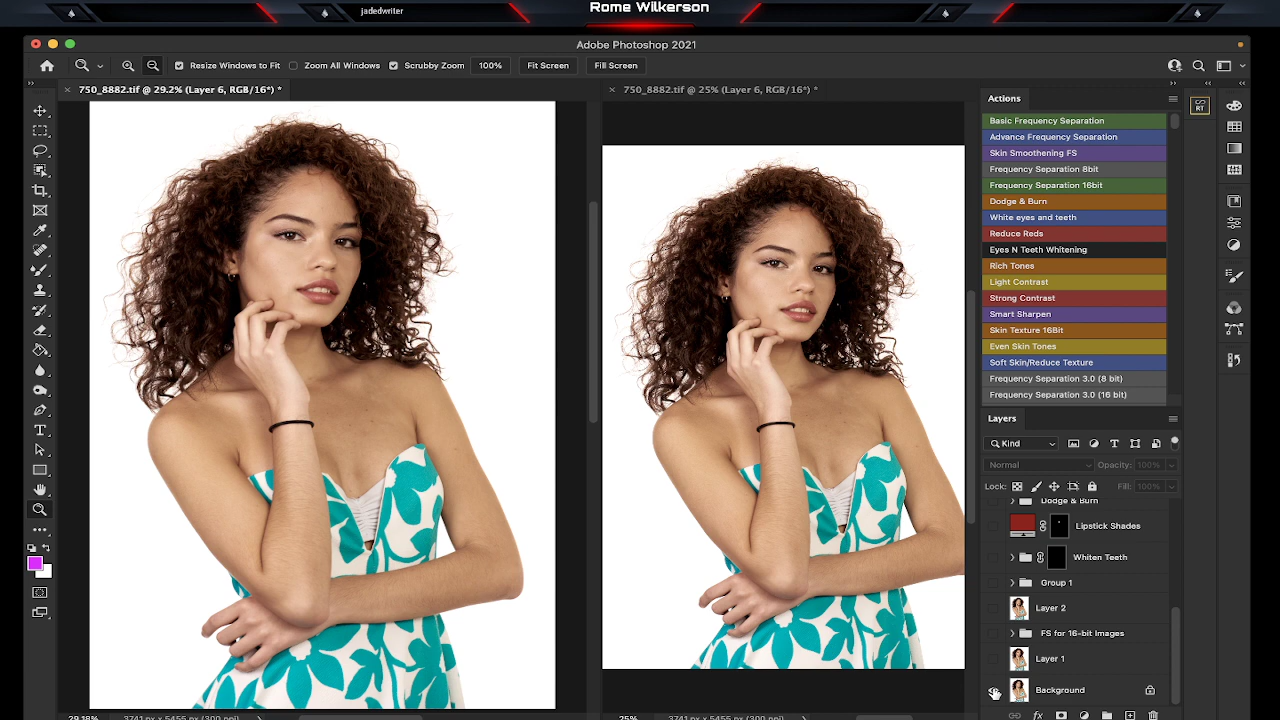 Rome Wilkerson
jadedwriter
Adobe Photoshop 2021
Resize Windows to Fit
Zoom All Windows
Scrubby Zoom
100%
Fit Screen
Fill Screen
750_8882.tif @ 29.2% (Layer 6, RGB/16*) *
750_8882.tif @ 25% (Layer 6, RGB/16*) *
Actions
RT
Basic Frequency Separation
Advance Frequency Separation
Skin Smoothening FS
Frequency Separation 8bit
Frequency Separation 16bit
Dodge & Burn
White eyes and teeth
Reduce Reds
Eyes N Teeth Whitening
Rich Tones
Light Contrast
Strong Contrast
Smart Sharpen
Skin Texture 16Bit
Even Skin Tones
Soft Skin/Reduce Texture
Frequency Separation 3.0 (8 bit)
Frequency Separation 3.0 (16 bit)
Layers
Kind
Normal
Opacity: 100%
Lock:
Fill: 100%
Dodge & Burn
Lipstick Shades
Whiten Teeth
Group 1
Layer 2
FS for 16-bit Images
Layer 1
Background
29.18%
3741 px x 5455 px (300 ppi)
25%
3741 px x 5455 px (300 ppi)
fx